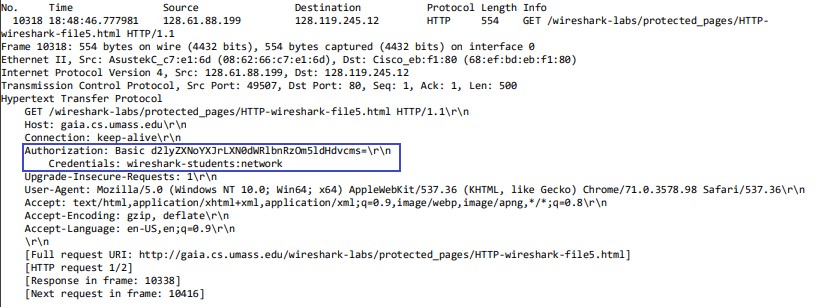 No. Time Source Destination Protocol Length Info
10318 18:48:46.777981 128.61.88.199 128.119.245.12 HTTP 554 GET /wireshark-labs/protected_pages/HTTP-
wireshark-file5.html HTTP/1.1
Frame 10318: 554 bytes on wire (4432 bits), 554 bytes captured (4432 bits) on interface 0
Ethernet II, Src: AsustekC_c7:e1:6d (08:62:66:c7:e1:6d), Dst: Cisco_eb:f1:80 (68:ef:bd:eb:f1:80)
Internet Protocol Version 4, Src: 128.61.88.199, Dst: 128.119.245.12
Transmission Control Protocol, Src Port: 49507, Dst Port: 80, Seq: 1, Ack: 1, Len: 500
Hypertext Transfer Protocol
GET /wireshark-labs/protected_pages/HTTP-wireshark-file5.html HTTP/1.1\r\n
Host: gaia.cs.umass.edu\r\n
Connection: keep-alive\r\n
Authorization: Basic d2lyZXNoYXJrLXN0dWRlbnRzOm5ldHdvcms=\r\n
Credentials: wireshark-students:network
Upgrade-Insecure-Requests: 1\r\n
User-Agent: Mozilla/5.0 (Windows NT 10.0; Win64; x64) AppleWebKit/537.36 (KHTML, like Gecko) Chrome/71.0.3578.98 Safari/537.36\r\n
Accept: text/html,application/xhtml+xml,application/xml;q=0.9,image/webp,image/apng,*/*;q=0.8\r\n
Accept-Encoding: gzip, deflate\r\n
Accept-Language: en-US,en;q=0.9\r\n
\r\n
[Full request URI: http://gaia.cs.umass.edu/wireshark-labs/protected_pages/HTTP-wireshark-file5.html]
[HTTP request 1/2]
[Response in frame: 10338]
[Next request in frame: 10416]